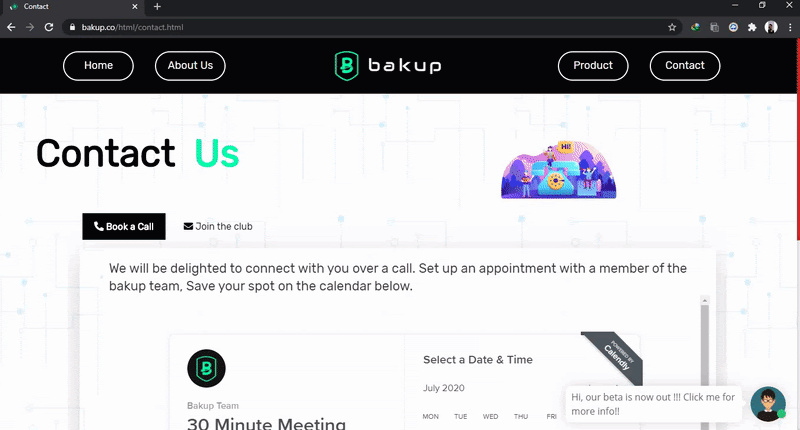 Contact
bakup.co/html/contact.html
Home
About Us
bakup
Product
Contact
Contact Us
HI!
Book a Call
Join the club
We will be delighted to connect with you over a call. Set up an appointment with a member of the
bakup team, Save your spot on the calendar below.
POWERED BY
Calendly
Select a Date & Time
July 2020
MON TUE WED THU FRI
Bakup Team
30 Minute Meeting
Hi, our beta is now out !!! Click me for
more info!!